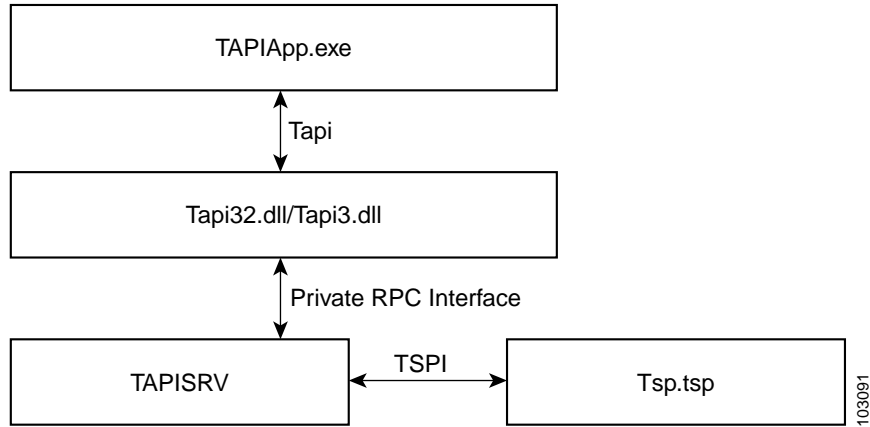 TAPIApp.exe
Tapi
Tapi32.dll/Tapi3.dll
Private RPC Interface
TAPISRV
TSPI
Tsp.tsp
103091